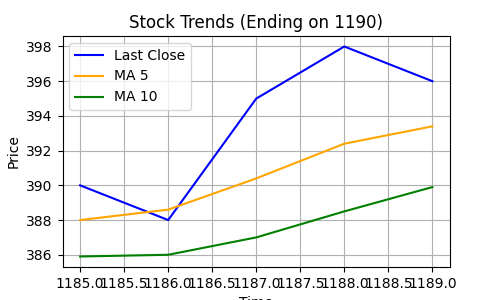 Stock Trends (Ending on 1190)
Last Close
MA 5
MA 10
Price
398
396
394
392
390
388
386
1185.0 1185.5 1186.0 1186.5 1187.0 1187.5 1188.0 1188.5 1189.0
Time